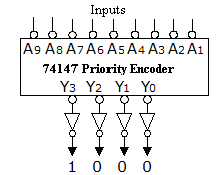 Inputs
A9 A8 A7 A6 A5 A4 A3 A2 A1
74147 Priority Encoder
Y3 Y2 Y1 Y0
1 0 0 0